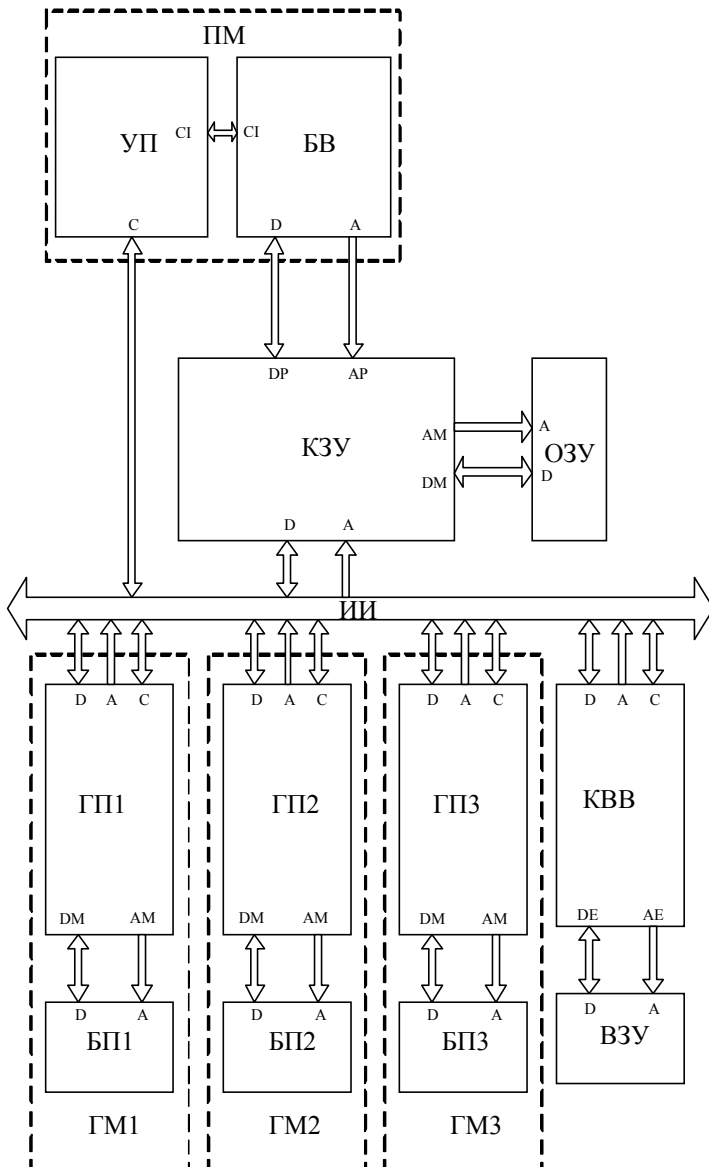 ПМ
УП CI CI БВ
C D A
DP AP
КЗУ AM A ОЗУ
DM D
D A
ИИ
D A C D A C D A C D A C
ГП1 ГП2 ГП3 КВВ
DM AM DM AM DM AM DE AE
D A D A D A D A
БП1 БП2 БП3 ВЗУ
ГМ1 ГМ2 ГМ3